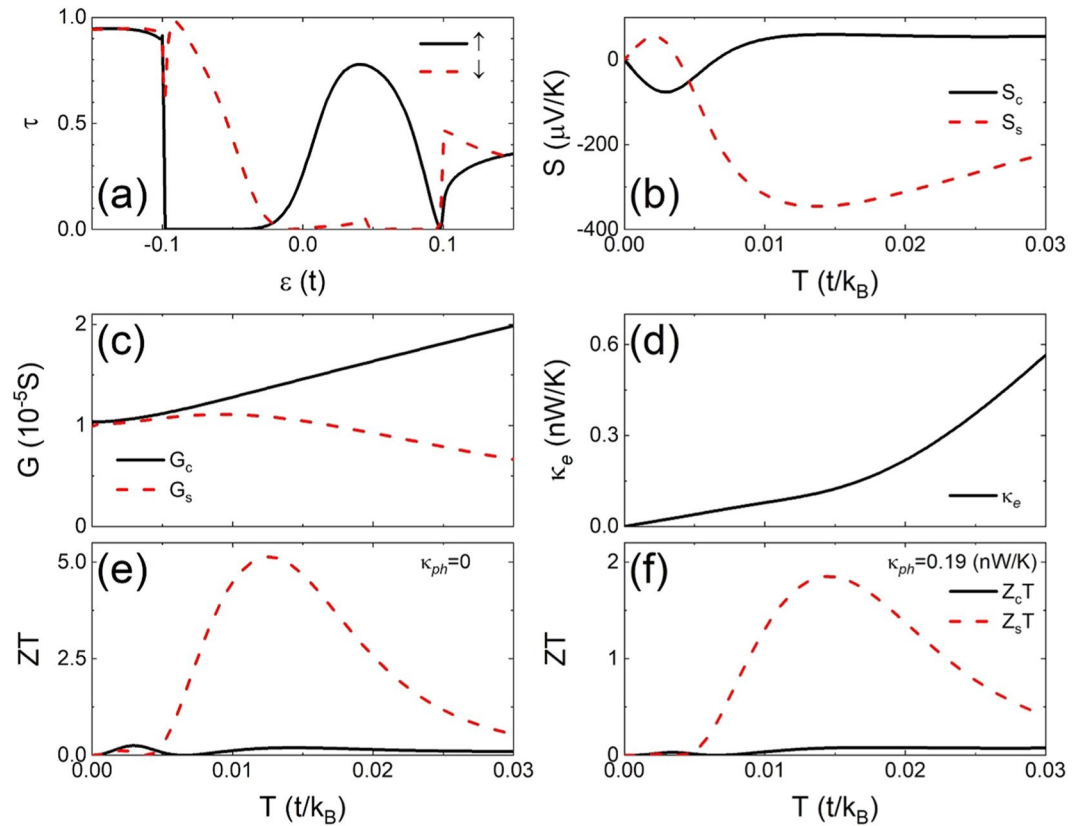 1.0
0.5
0.0
τ
(a)
↑
↓
-0.1
0.0
0.1
ε (t)
0
-200
-400
S (μV/K)
(b)
S_c
S_s
0.00
0.01
0.02
0.03
T (t/k_B)
2
1
0
G (10⁻⁵S)
(c)
G_c
G_s
0.6
0.3
0.0
κ_e (nW/K)
(d)
κ_e
5.0
2.5
0.0
ZT
(e)
κ_ph=0
0.00
0.01
0.02
0.03
T (t/k_B)
2
1
0
ZT
(f)
κ_ph=0.19 (nW/K)
Z_cT
Z_sT
0.00
0.01
0.02
0.03
T (t/k_B)